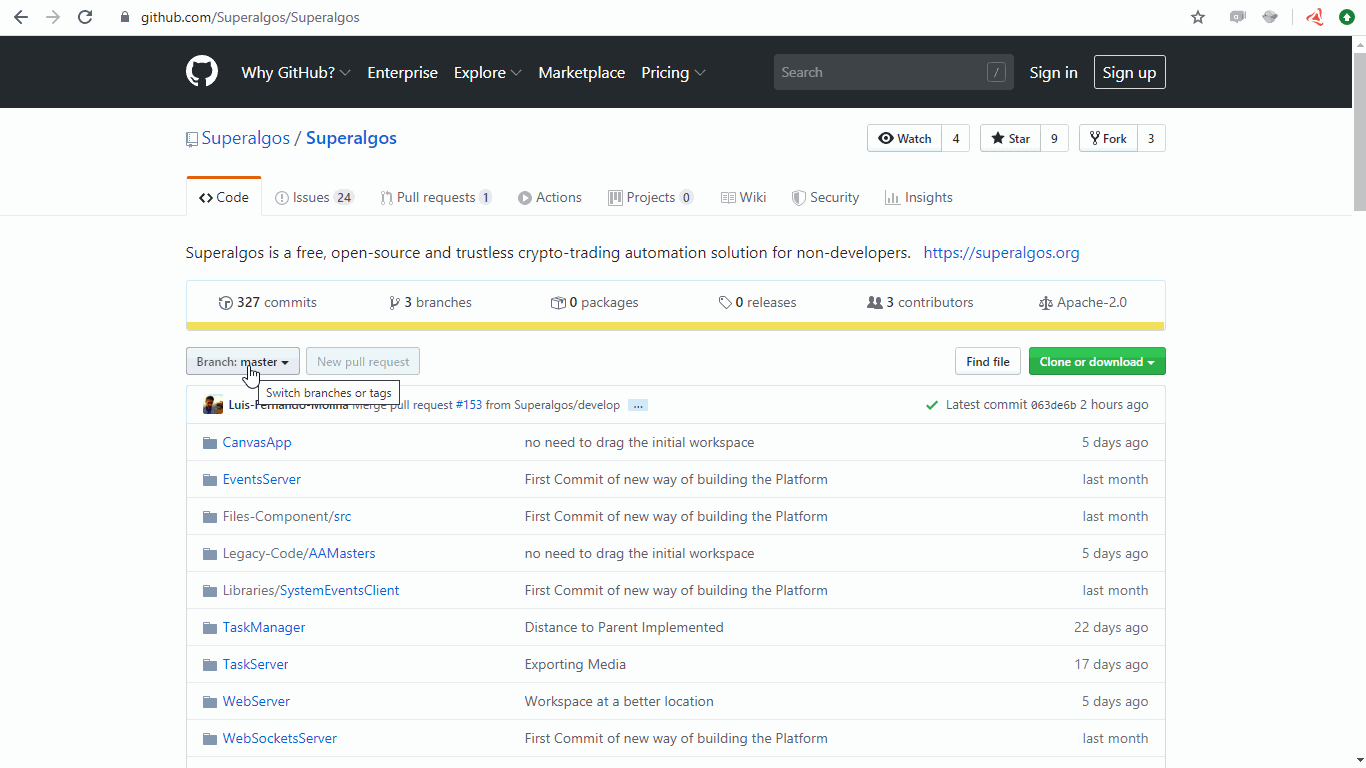 github.com/Superalgos/Superalgos
Why GitHub? Enterprise Explore Marketplace Pricing Search / Sign in Sign up
Superalgos / Superalgos Watch 4 Star 9 Fork 3
Code Issues 24 Pull requests 1 Actions Projects 0 Wiki Security Insights
Superalgos is a free, open-source and trustless crypto-trading automation solution for non-developers. https://superalgos.org
327 commits 3 branches 0 packages 0 releases 3 contributors Apache-2.0
Branch: master New pull request Find file Clone or download
Switch branches or tags
Luis-Fernando-Molina Merge pull request #153 from Superalgos/develop ... Latest commit 063de6b 2 hours ago
CanvasApp no need to drag the initial workspace 5 days ago
EventsServer First Commit of new way of building the Platform last month
Files-Component/src First Commit of new way of building the Platform last month
Legacy-Code/AAMasters no need to drag the initial workspace 5 days ago
Libraries/SystemEventsClient First Commit of new way of building the Platform last month
TaskManager Distance to Parent Implemented 22 days ago
TaskServer Exporting Media 17 days ago
WebServer Workspace at a better location 5 days ago
WebSocketsServer First Commit of new way of building the Platform last month